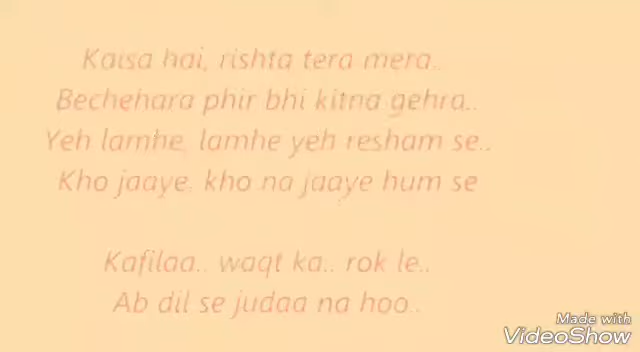 Kaisa hai, rishta tera mera..
Bechehara phir bhi kitna gehra..
Yeh lamhe, lamhe yeh resham se..
Kho jaaye, kho na jaaye hum se
Kafilaa.. waqt ka.. rok le..
Ab dil se judaa na hoo..
Made with
VideoShow